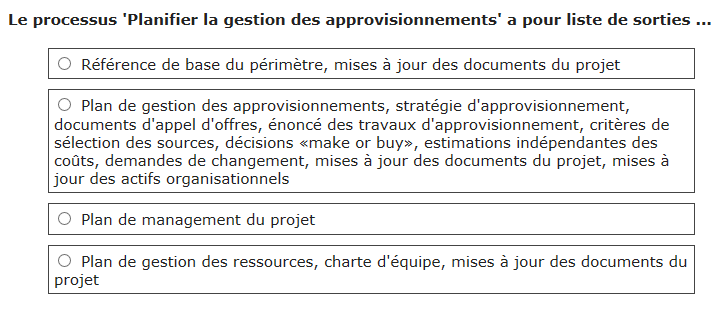 Le processus 'Planifier la gestion des approvisionnements' a pour liste de sorties ...
Référence de base du périmètre, mises à jour des documents du projet
Plan de gestion des approvisionnements, stratégie d'approvisionnement,
documents d'appel d'offres, énoncé des travaux d'approvisionnement, critères de
sélection des sources, décisions «make or buy», estimations indépendantes des
coûts, demandes de changement, mises à jour des documents du projet, mises à
jour des actifs organisationnels
Plan de management du projet
Plan de gestion des ressources, charte d'équipe, mises à jour des documents du
projet